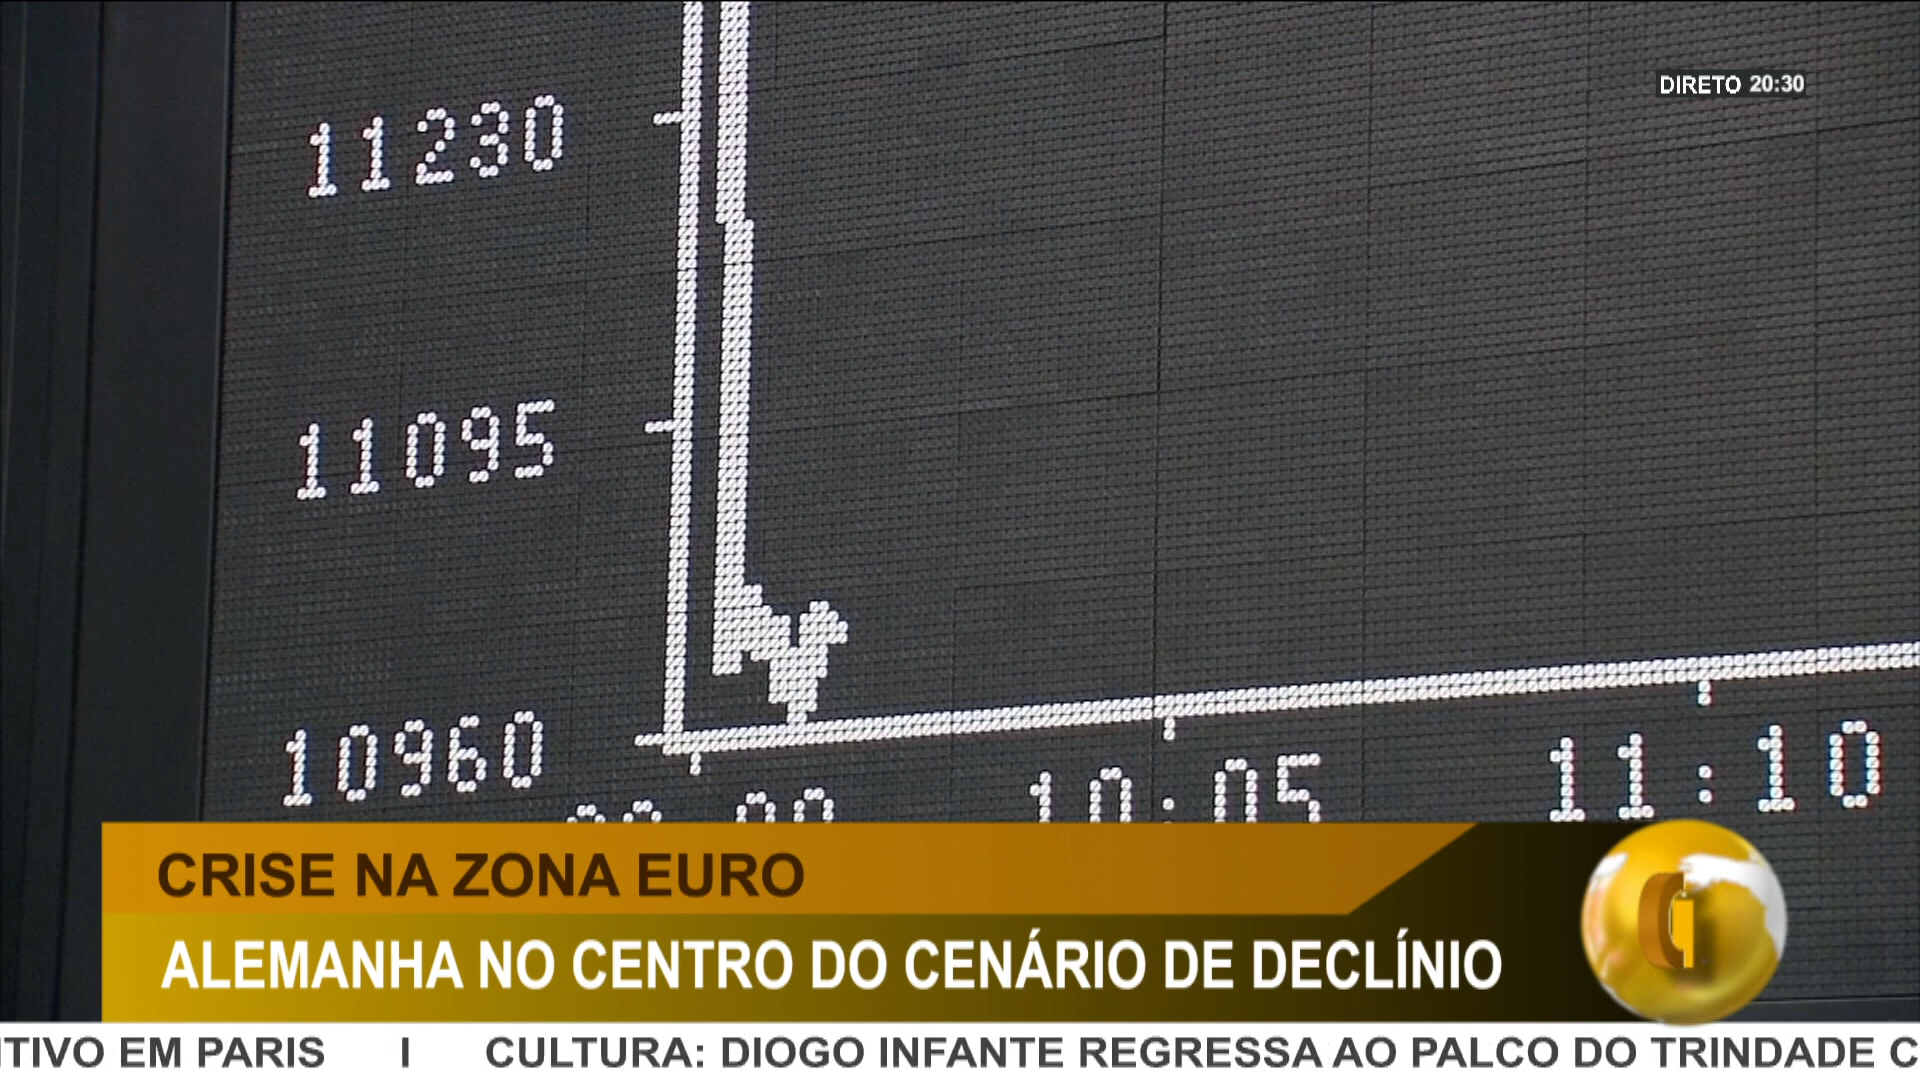 DIRETO 20:30
11230
11095
10960
10:05
11:10
CRISE NA ZONA EURO
ALEMANHA NO CENTRO DO CENÁRIO DE DECLÍNIO
EM PARIS | CULTURA: DIOGO INFANTE REGRESSA AO PALCO DO TRINDADE